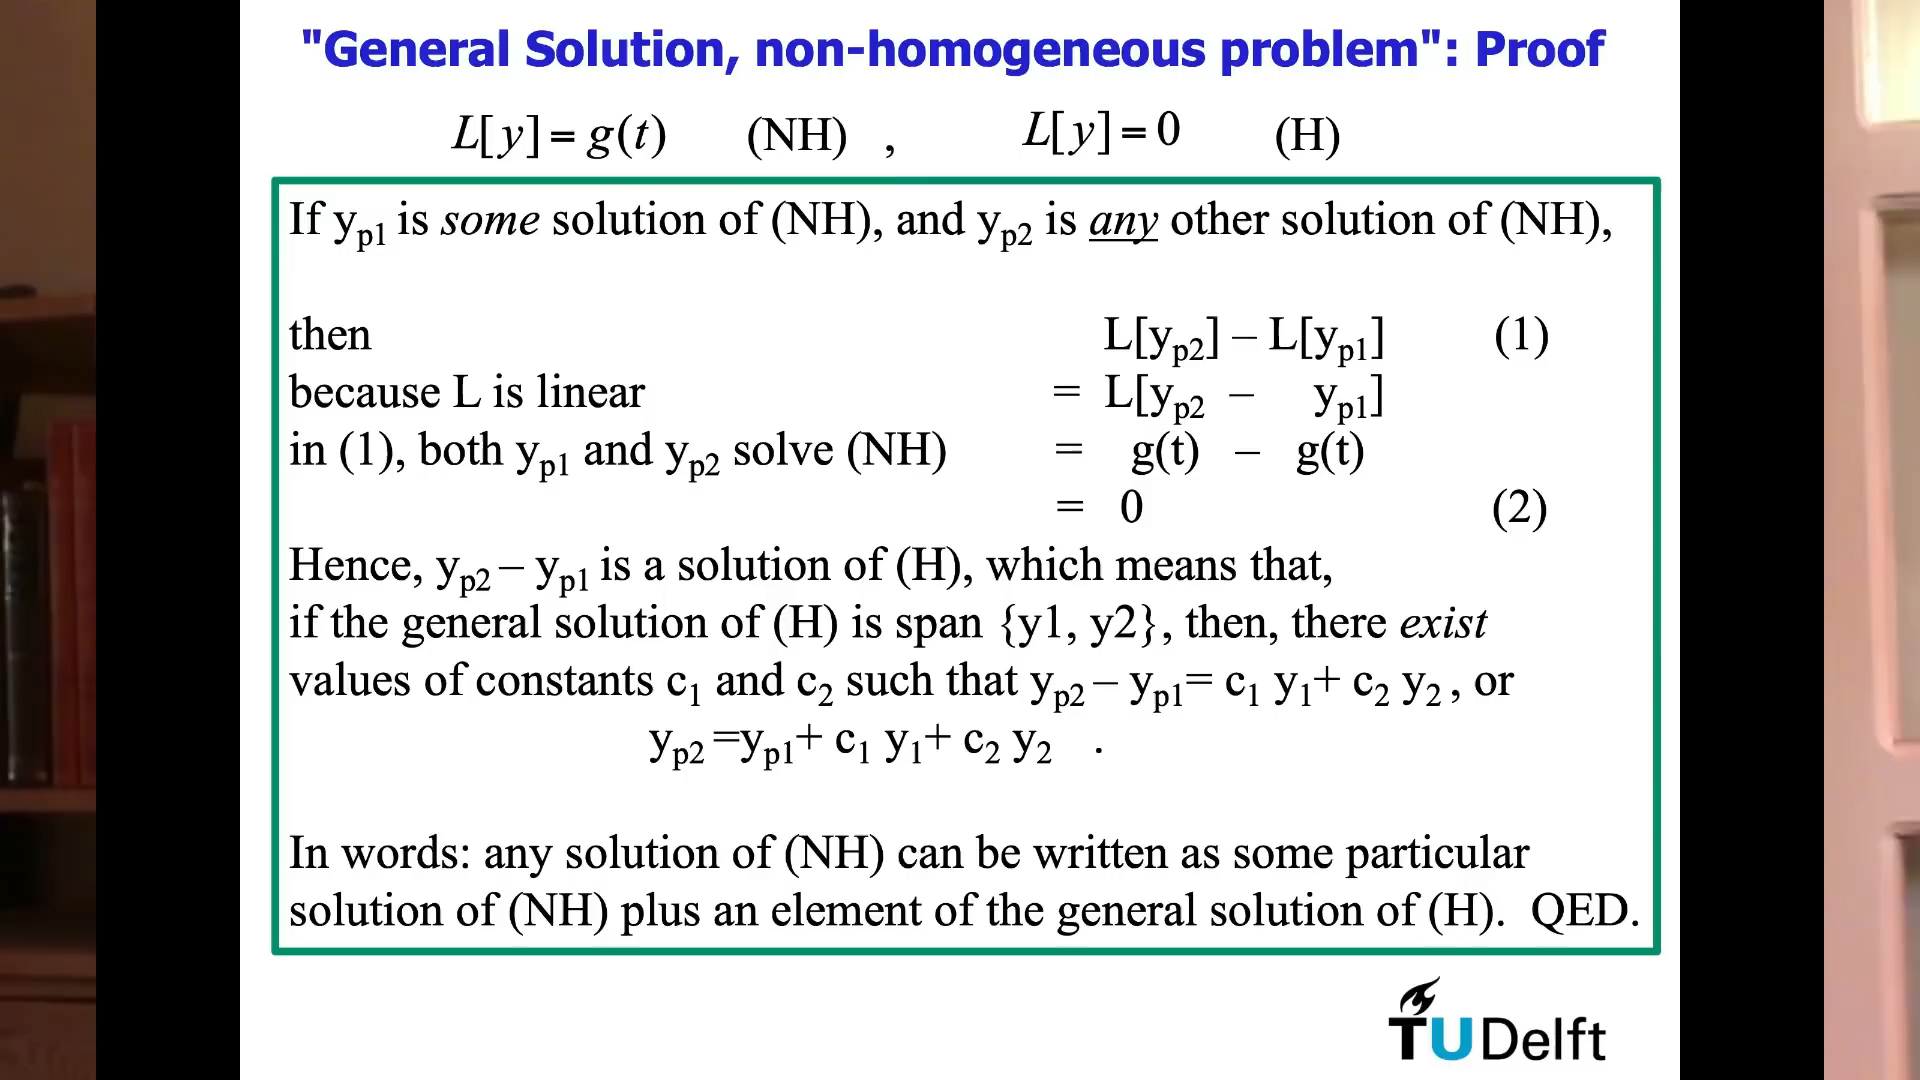 "General Solution, non-homogeneous problem": Proof
L[y] = g(t) (NH) , L[y] = 0 (H)
If yp1 is some solution of (NH), and yp2 is any other solution of (NH),
then L[yp2] – L[yp1] (1)
because L is linear = L[yp2 – yp1]
in (1), both yp1 and yp2 solve (NH) = g(t) – g(t)
= 0 (2)
Hence, yp2 – yp1 is a solution of (H), which means that,
if the general solution of (H) is span {y1, y2}, then, there exist
values of constants c1 and c2 such that yp2 – yp1= c1 y1+ c2 y2 , or
yp2 =yp1+ c1 y1+ c2 y2 .
In words: any solution of (NH) can be written as some particular
solution of (NH) plus an element of the general solution of (H). QED.
TU Delft